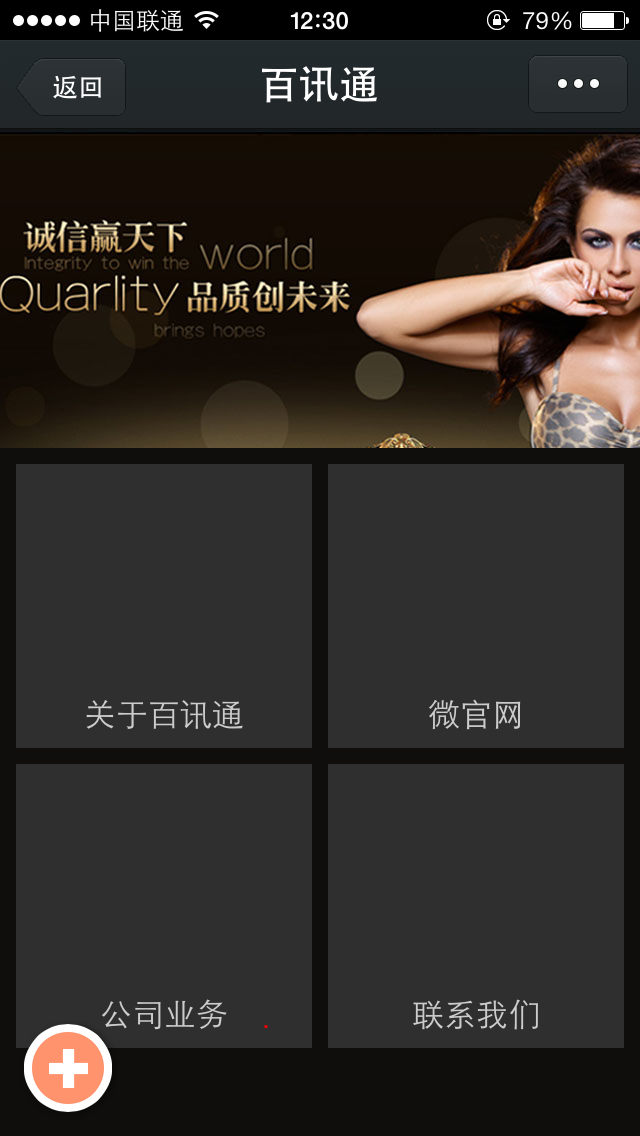 中国联通 12:30 79%
返回 百讯通
诚信赢天下
Integrity to win the world
Quarlity 品质创未来
brings hopes
关于百讯通 微官网
公司业务 联系我们